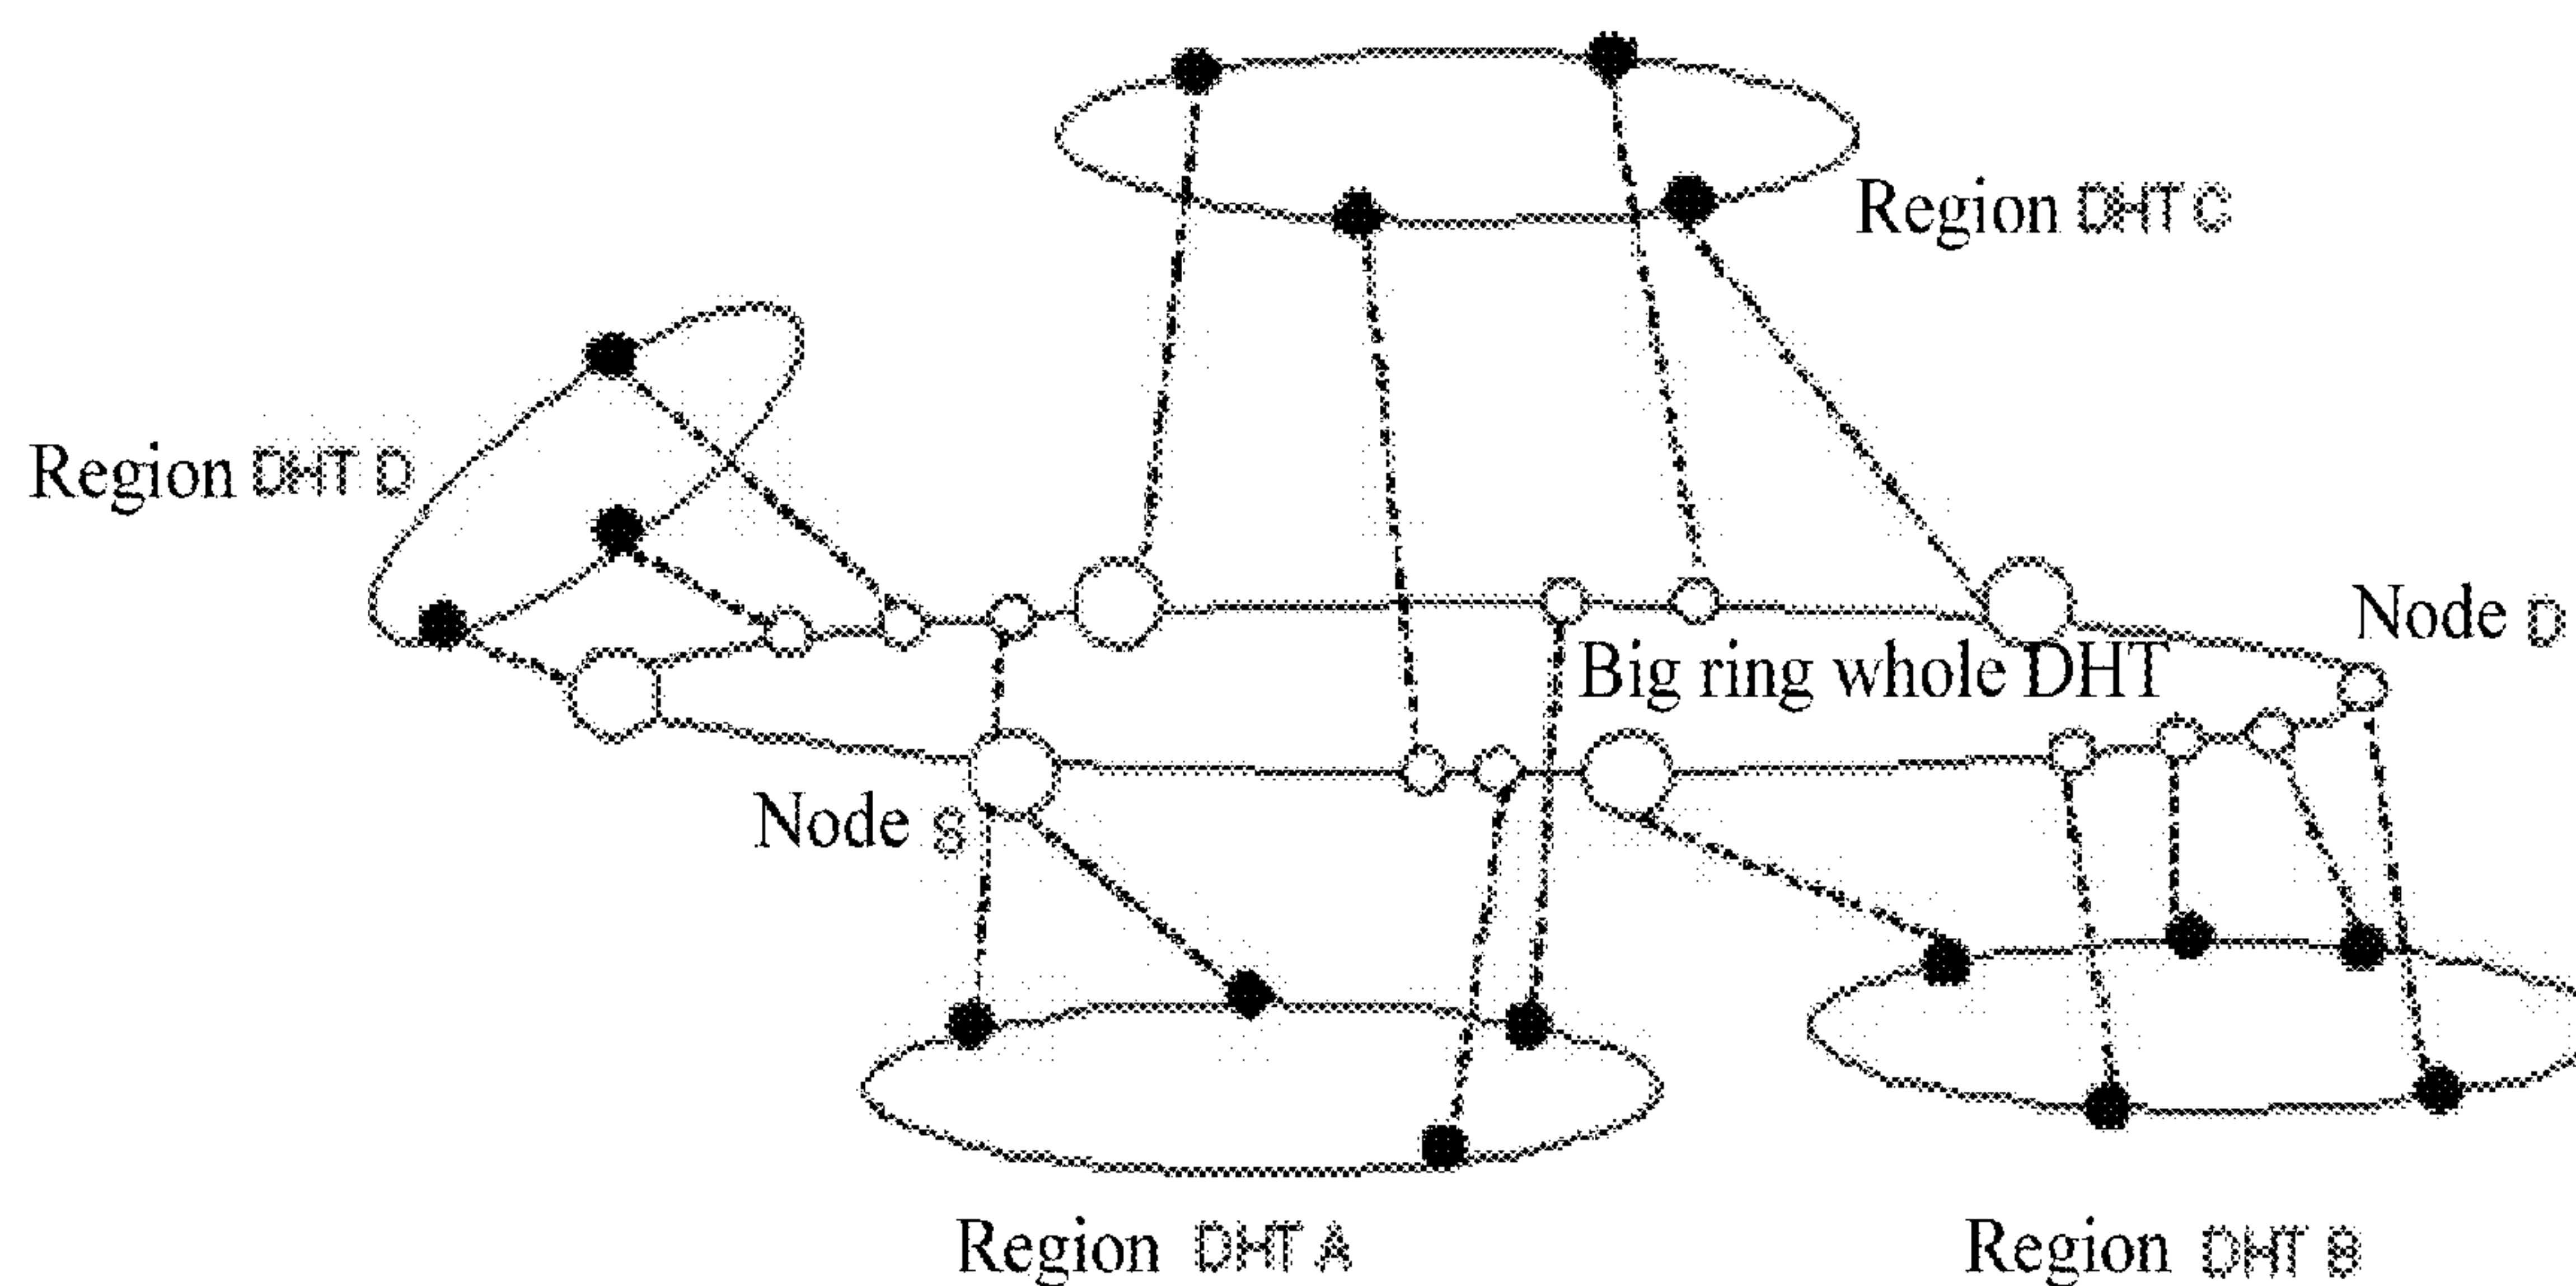 Region DHT C
Region DHT D
Node D
Big ring whole DHT
Node S
Region DHT A
Region DHT B